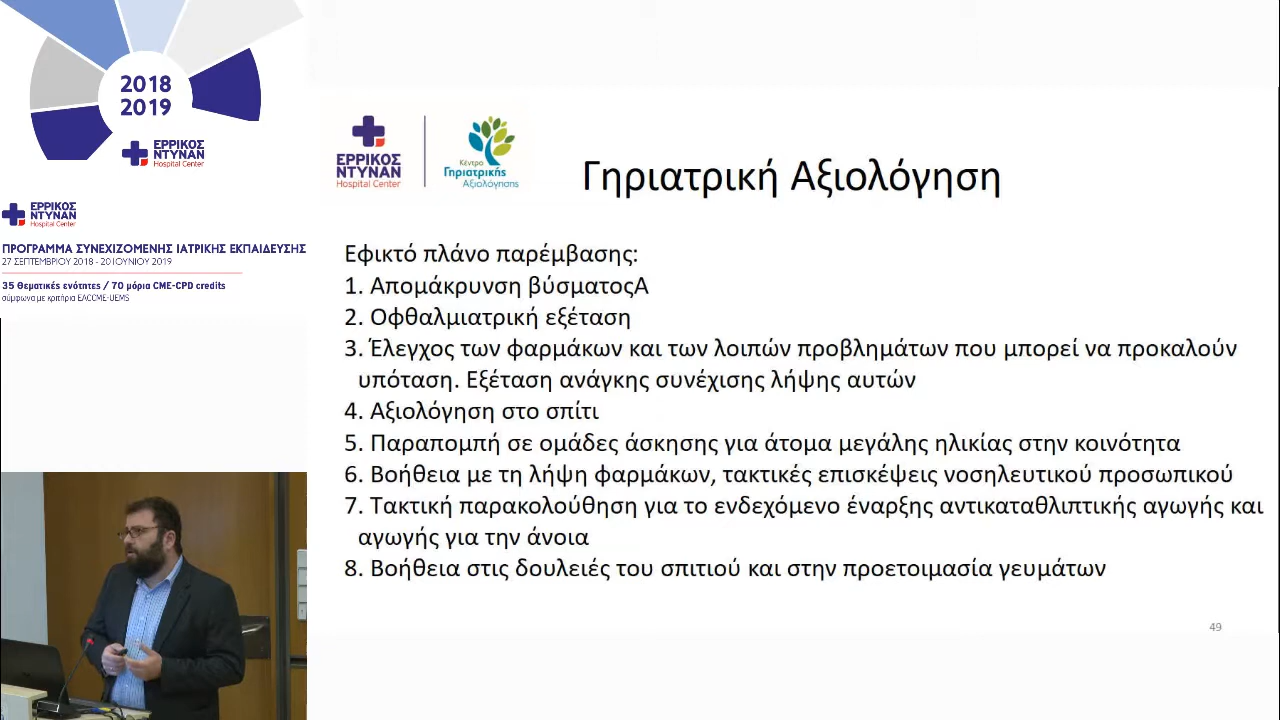 2018
2019
ΕΡΡΙΚΟΣ
ΝΤΥΝΑΝ
Hospital Center
ΕΡΡΙΚΟΣ
ΝΤΥΝΑΝ
Hospital Center
ΠΡΟΓΡΑΜΜΑ ΣΥΝΕΧΙΖΟΜΕΝΗΣ ΙΑΤΡΙΚΗΣ ΕΚΠΑΙΔΕΥΣΗΣ
27 ΣΕΠΤΕΜΒΡΙΟΥ 2018 - 20 ΙΟΥΝΙΟΥ 2019
35 Θεματικές ενότητες / 70 μόρια CME-CPD credits
σύμφωνα με κριτήρια EACCME-UEMS
ΕΡΡΙΚΟΣ
ΝΤΥΝΑΝ
Hospital Center
Κέντρο
Γηριατρικής
Αξιολόγησης
Γηριατρική Αξιολόγηση
Εφικτό πλάνο παρέμβασης:
1. Απομάκρυνση βύσματοςΑ
2. Οφθαλμιατρική εξέταση
3. Έλεγχος των φαρμάκων και των λοιπών προβλημάτων που μπορεί να προκαλούν
υπόταση. Εξέταση ανάγκης συνέχισης λήψης αυτών
4. Αξιολόγηση στο σπίτι
5. Παραπομπή σε ομάδες άσκησης για άτομα μεγάλης ηλικίας στην κοινότητα
6. Βοήθεια με τη λήψη φαρμάκων, τακτικές επισκέψεις νοσηλευτικού προσωπικού
7. Τακτική παρακολούθηση για το ενδεχόμενο έναρξης αντικαταθλιπτικής αγωγής και
αγωγής για την άνοια
8. Βοήθεια στις δουλειές του σπιτιού και στην προετοιμασία γευμάτων
49